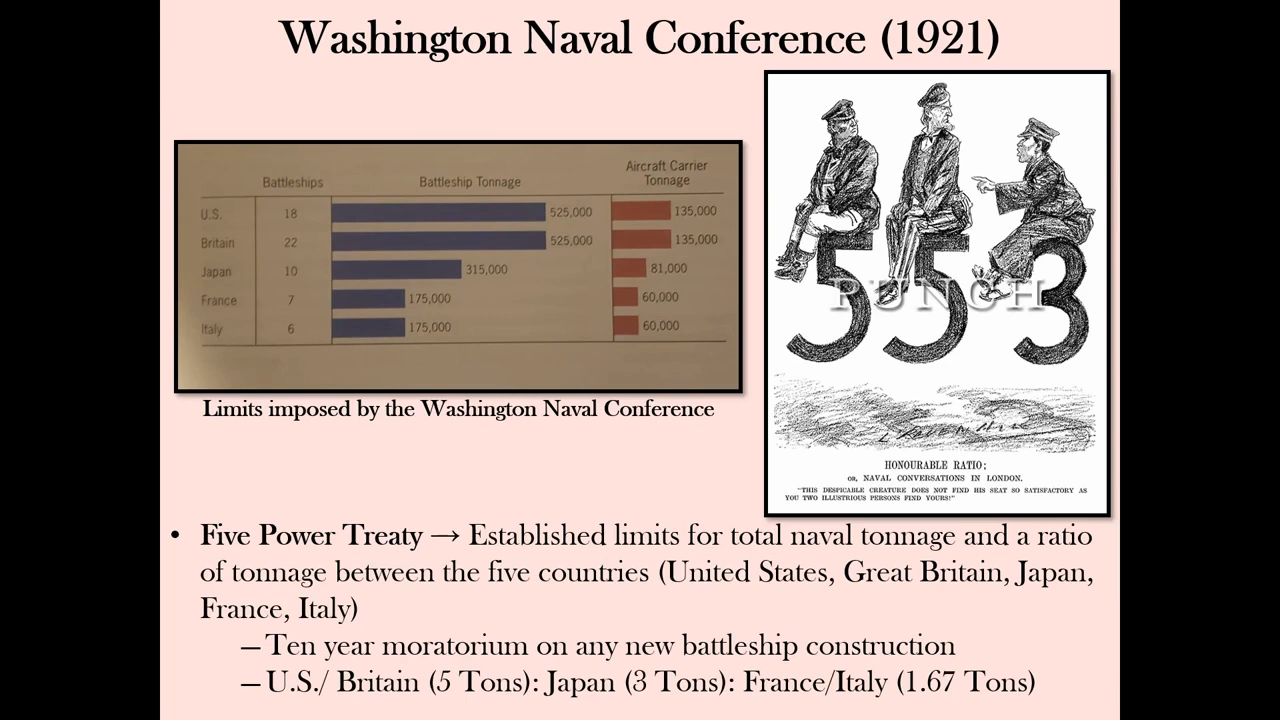 Washington Naval Conference (1921)
Battleships Battleship Tonnage Aircraft Carrier Tonnage
U.S. 18 525,000 135,000
Britain 22 525,000 135,000
Japan 10 315,000 81,000
France 7 175,000 60,000
Italy 6 175,000 60,000
Limits imposed by the Washington Naval Conference
5 5 3
PUNCH
HONOURABLE RATIO;
OR, NAVAL CONVERSATIONS IN LONDON.
"THIS DESPICABLE CREATURE DOES NOT FIND HIS SEAT SO SATISFACTORY AS
YOU TWO ILLUSTRIOUS PERSONS FIND YOURS!"
• Five Power Treaty → Established limits for total naval tonnage and a ratio
of tonnage between the five countries (United States, Great Britain, Japan,
France, Italy)
– Ten year moratorium on any new battleship construction
– U.S./ Britain (5 Tons): Japan (3 Tons): France/Italy (1.67 Tons)